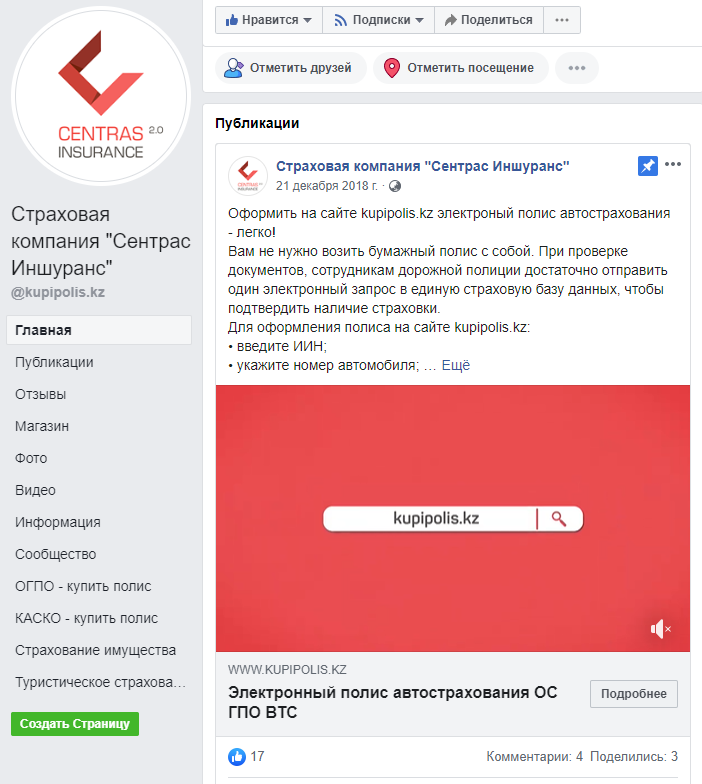 CENTRAS 2.0
INSURANCE
Страховая
компания "Сентрас
Иншуранс"
@kupipolis.kz
Главная
Публикации
Отзывы
Магазин
Фото
Видео
Информация
Сообщество
ОГПО - купить полис
КАСКО - купить полис
Страхование имущества
Туристическое страхова…
Создать Страницу
Нравится
Подписки
Поделиться
Отметить друзей
Отметить посещение
Публикации
Страховая компания "Сентрас Иншуранс"
21 декабря 2018 г. ·
Оформить на сайте kupipolis.kz электроный полис автострахования
- легко!
Вам не нужно возить бумажный полис с собой. При проверке
документов, сотрудникам дорожной полиции достаточно отправить
один электронный запрос в единую страховую базу данных, чтобы
подтвердить наличие страховки.
Для оформления полиса на сайте kupipolis.kz:
• введите ИИН;
• укажите номер автомобиля; … Ещё
kupipolis.kz
WWW.KUPIPOLIS.KZ
Электронный полис автострахования ОС
ГПО ВТС
Подробнее
17
Комментарии: 4 Поделились: 3